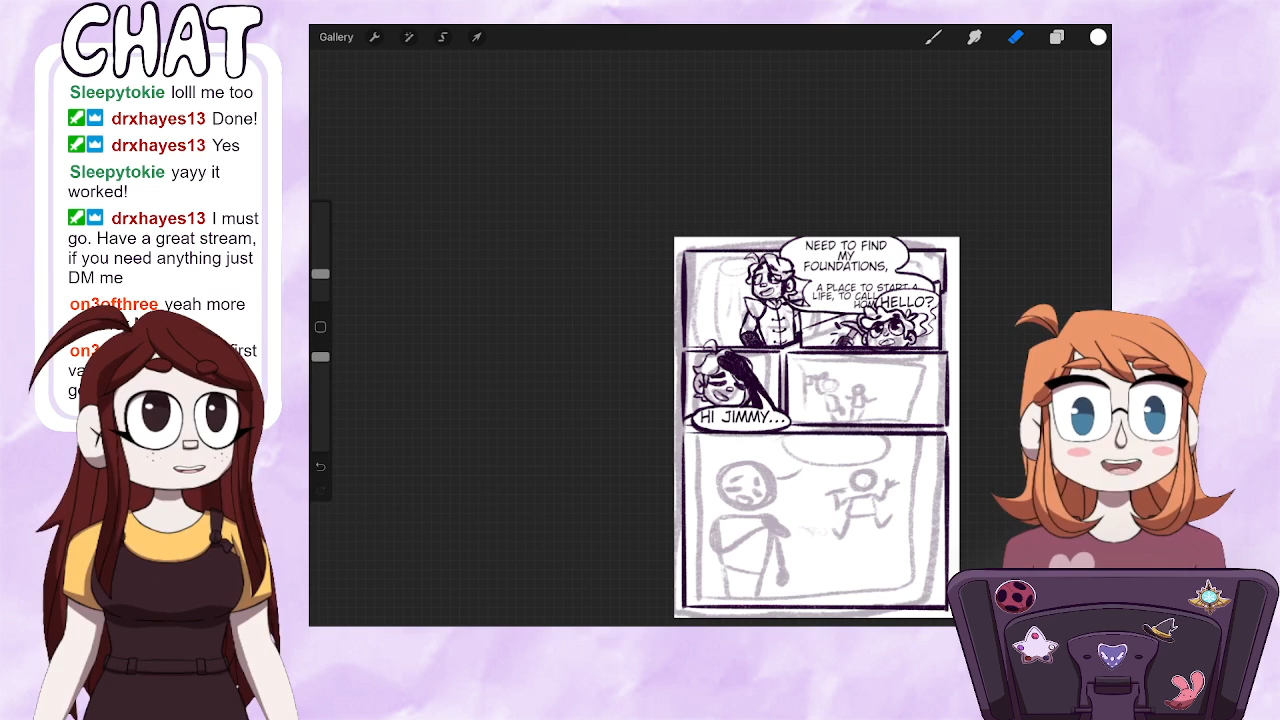 CHAT
Sleepytokie lolll me too
drxhayes13 Done!
drxhayes13 Yes
Sleepytokie yayy it
worked!
drxhayes13 I must
go. Have a great stream,
if you need anything just
DM me
on3ofthree yeah more
Gallery
NEED TO FIND
MY
FOUNDATIONS,
A PLACE TO START A
LIFE, TO CALL
HELLO?
HI JIMMY...